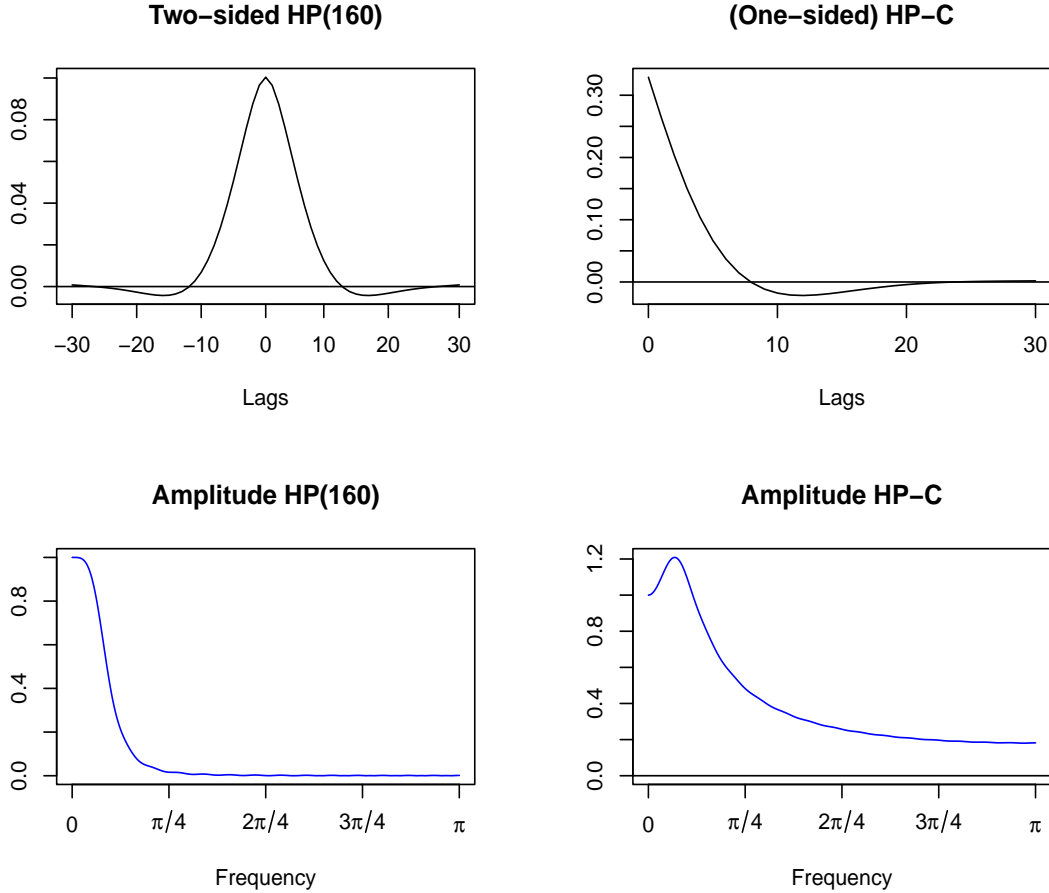 Two−sided HP(160)
0.00 0.04 0.08
−30 −20 −10 0 10 20 30
Lags
(One−sided) HP−C
0.00 0.10 0.20 0.30
0 10 20 30
Lags
Amplitude HP(160)
0.0 0.4 0.8
0 π/4 2π/4 3π/4 π
Frequency
Amplitude HP−C
0.0 0.4 0.8 1.2
0 π/4 2π/4 3π/4 π
Frequency